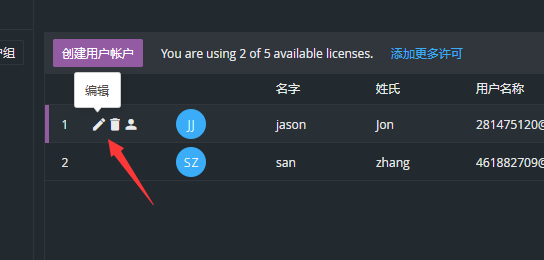 户组
创建用户帐户 You are using 2 of 5 available licenses. 添加更多许可
编辑
名字 姓氏 用户名称
1 JJ jason Jon 281475120@
2 SZ san zhang 461882709@